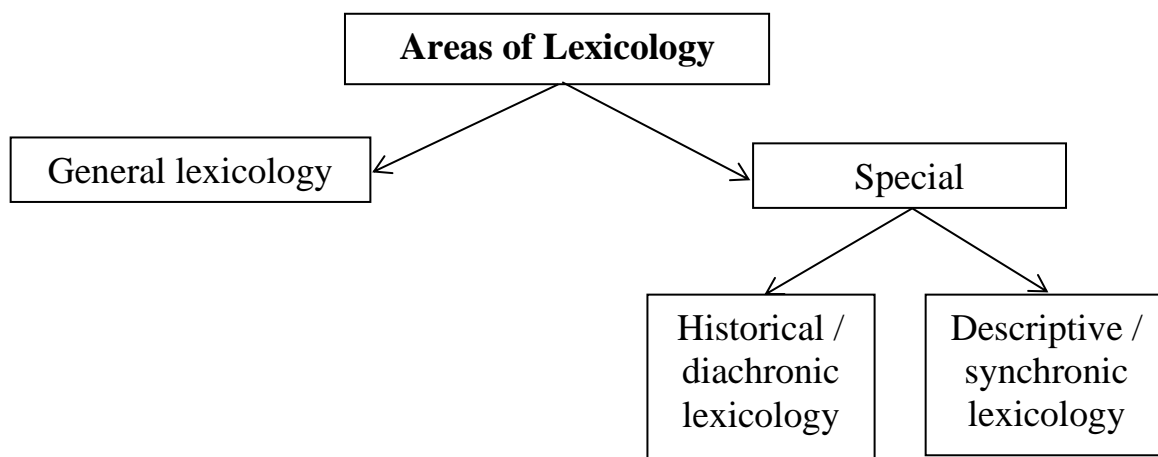 Areas of Lexicology
General lexicology
Special
Historical /
diachronic
lexicology
Descriptive /
synchronic
lexicology